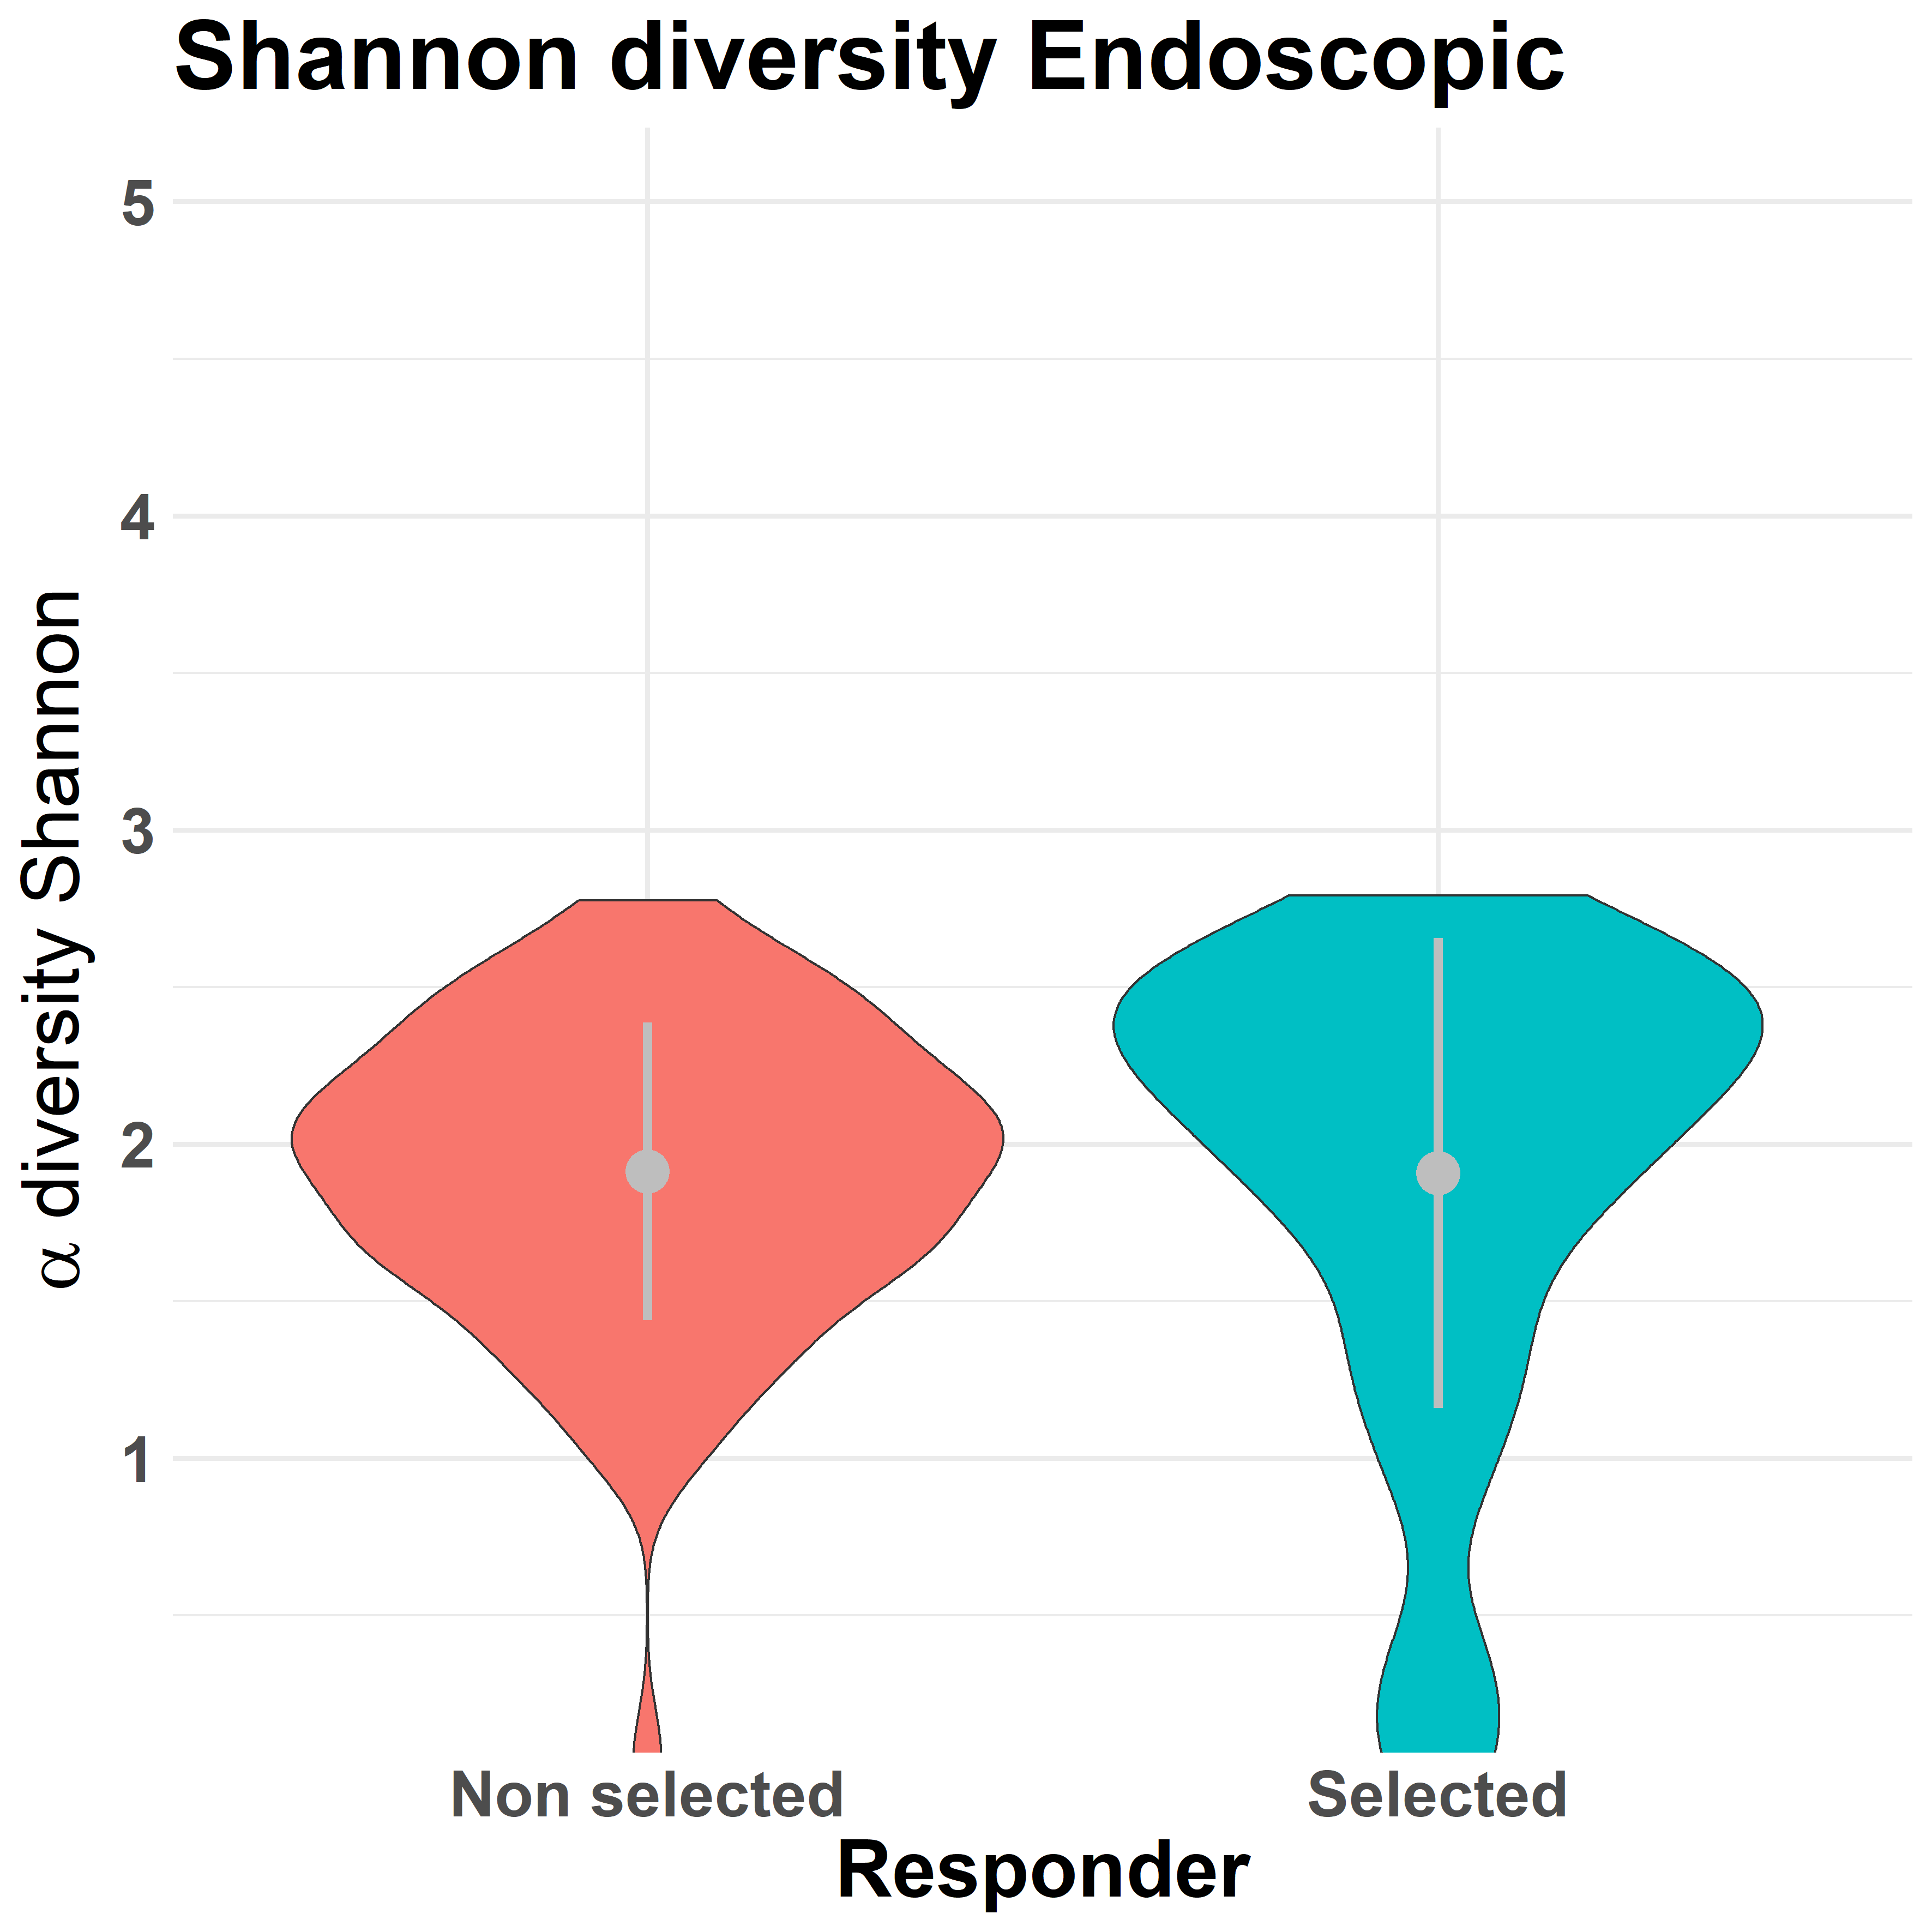 Shannon diversity Endoscopic
5
4
3
2
1
α diversity Shannon
Non selected
Selected
Responder